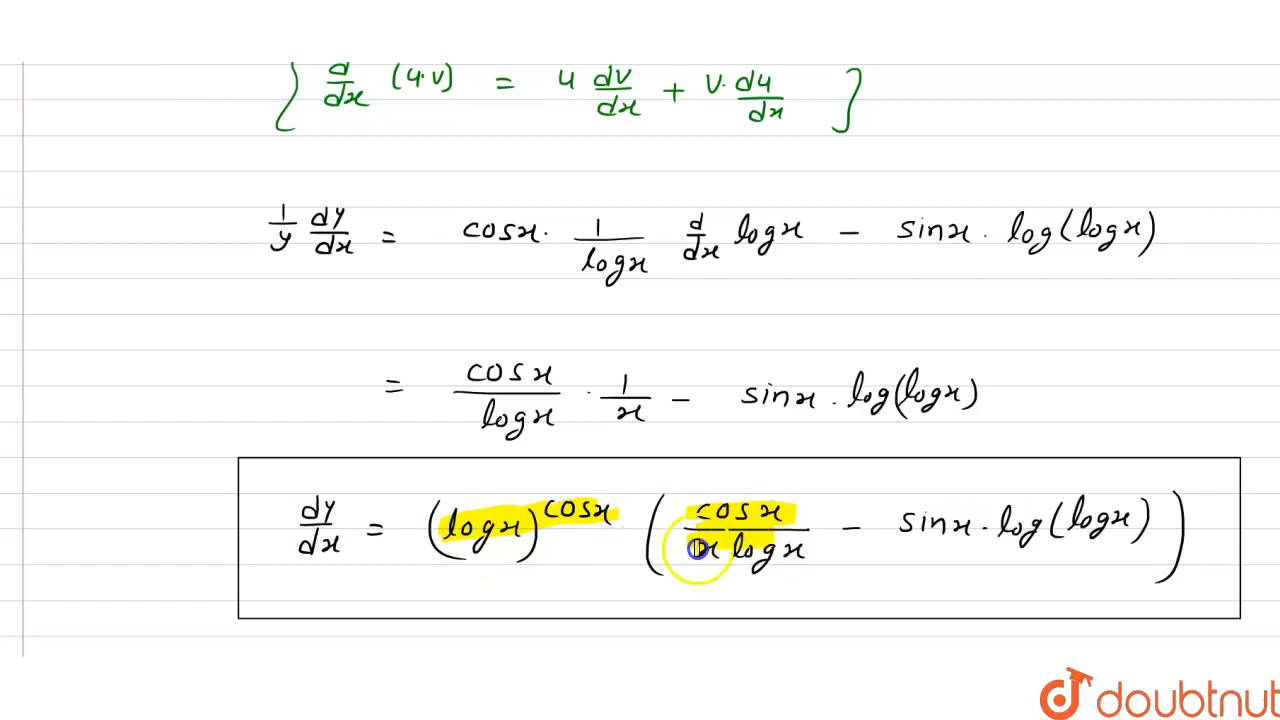 [ d/dx (u·v) = u dv/dx + v· du/dx ]
1/y dy/dx = cosx· 1/logx d/dx logx − sinx · log(logx)
= cosx/logx · 1/x − sinx · log(logx)
dy/dx = (logx)^cosx ( cosx/x logx − sinx · log(logx) )
doubtnut